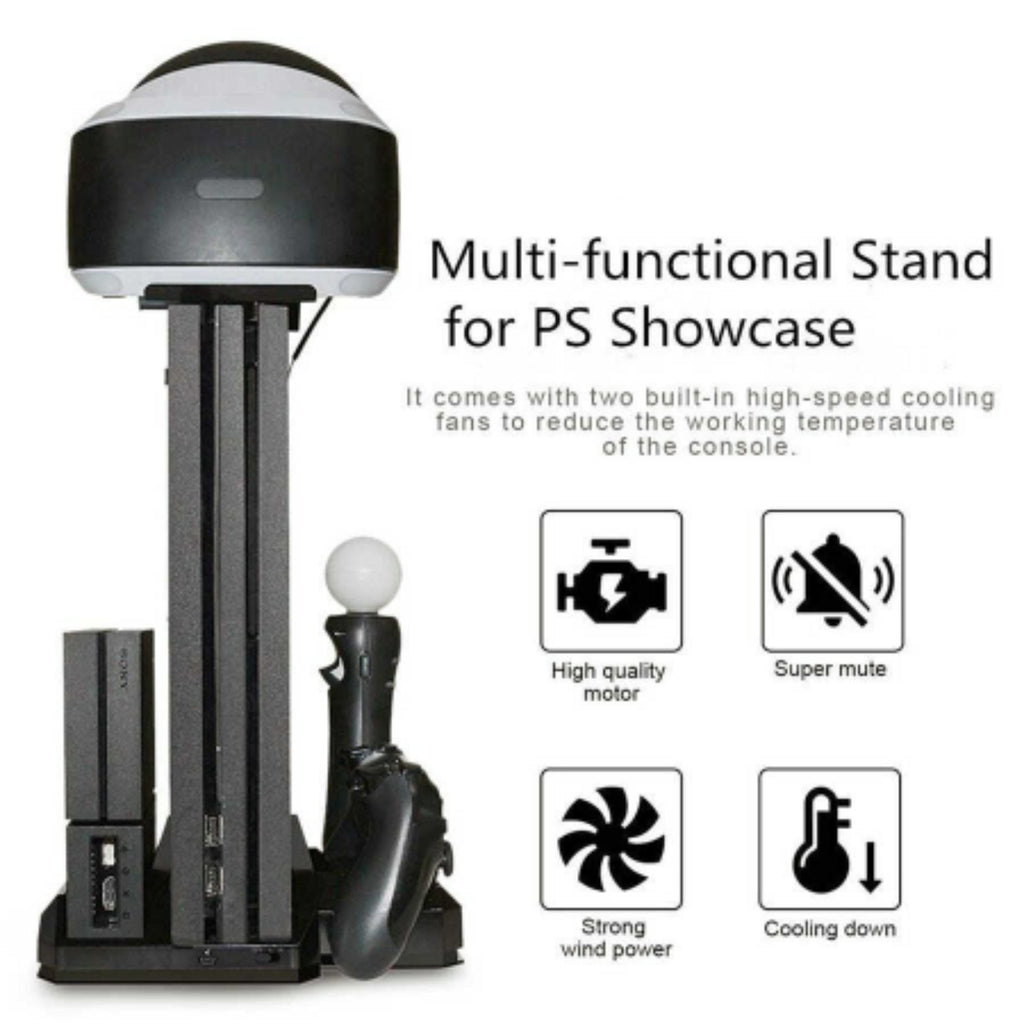 Multi-functional Stand
for PS Showcase
It comes with two built-in high-speed cooling
fans to reduce the working temperature
of the console.
High quality
motor
Super mute
Strong
wind power
Cooling down
SONY